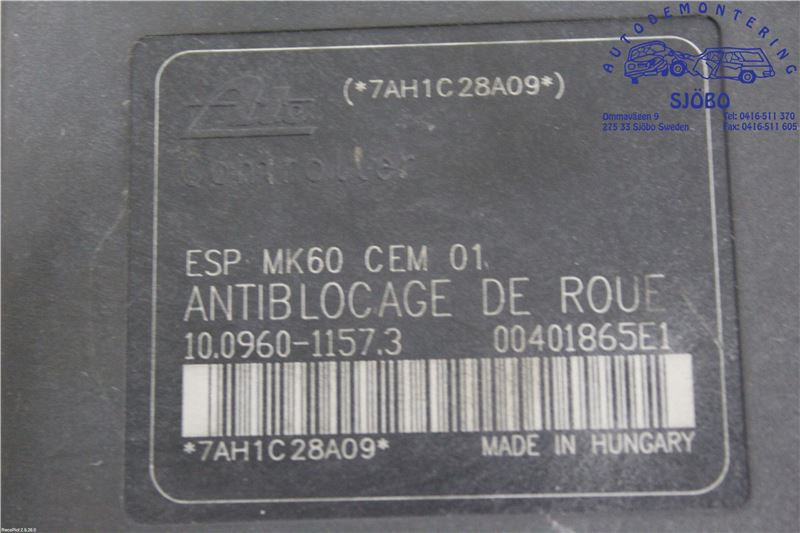 AUTODEMONTERING
SJÖBO
Ommavägen 9
275 33 Sjöbo Sweden
Tel: 0416-511 370
Fax: 0416-511 605
(*7AH1C28A09*)
Ate
Controller
ESP MK60 CEM 01
ANTIBLOCAGE DE ROUE
10.0960-1157.3 00401865E1
*7AH1C28A09* MADE IN HUNGARY